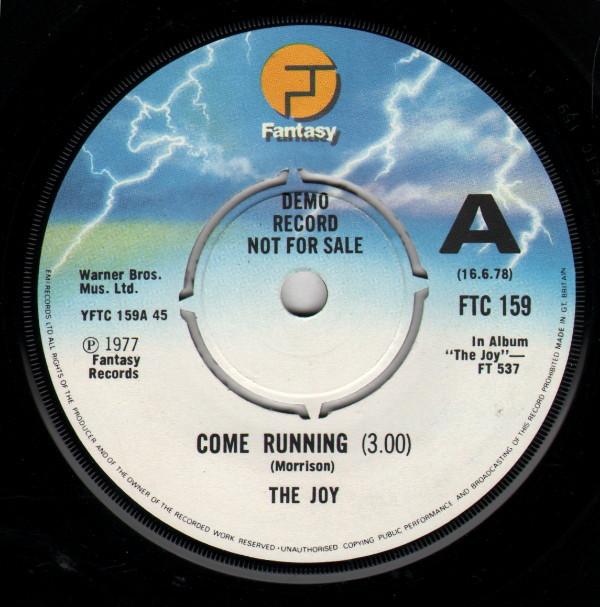 Fantasy
DEMO
RECORD
NOT FOR SALE
A
Warner Bros.
Mus. Ltd.
(16.6.78)
YFTC 159A 45
FTC 159
Ⓟ 1977
Fantasy
Records
In Album
"The Joy"—
FT 537
COME RUNNING (3.00)
(Morrison)
THE JOY
EMI RECORDS LTD ALL RIGHTS OF THE PRODUCER AND OF THE OWNER OF THE RECORDED WORK RESERVED · UNAUTHORISED COPYING PUBLIC PERFORMANCE AND BROADCASTING OF THIS RECORD PROHIBITED MADE IN GT. BRITAIN